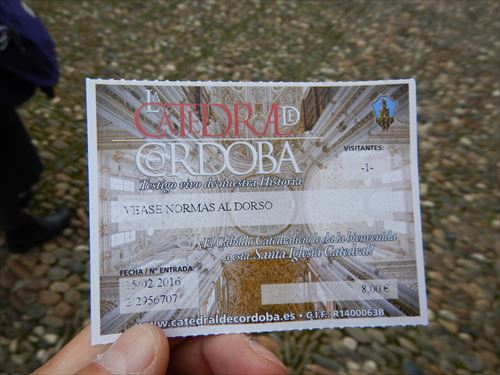 LA
CATEDRAL DE
CORDOBA
Testigo vivo de nuestra Historia
VISITANTES:
-1-
VEASE NORMAS AL DORSO
¡El Cabildo Catedralicio le da la bienvenida
a esta Santa Iglesia Catedral!
FECHA / Nº ENTRADA:
15/02/2016
2/2956707
8,00 €
www.catedraldecordoba.es • C.I.F.: R1400063B